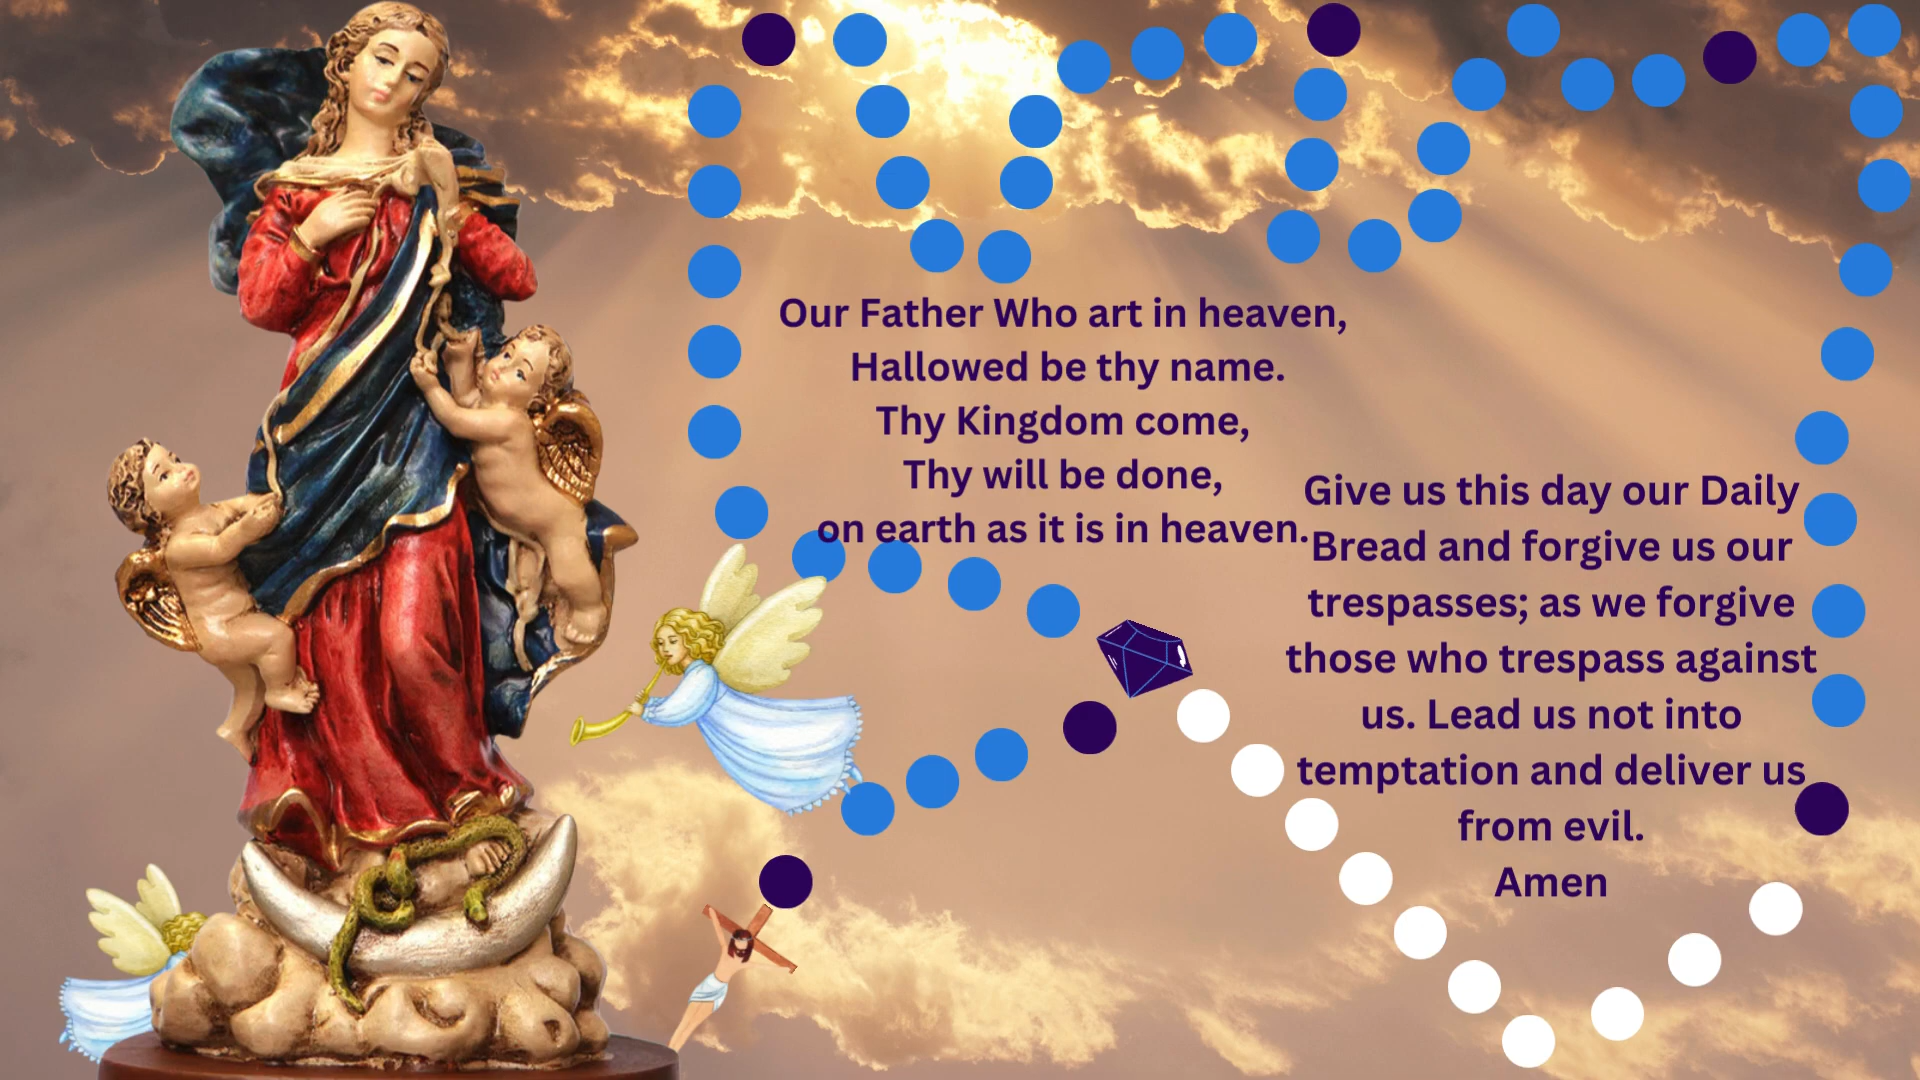 Our Father Who art in heaven,
Hallowed be thy name.
Thy Kingdom come,
Thy will be done,
on earth as it is in heaven.
Give us this day our Daily
Bread and forgive us our
trespasses; as we forgive
those who trespass against
us. Lead us not into
temptation and deliver us
from evil.
Amen